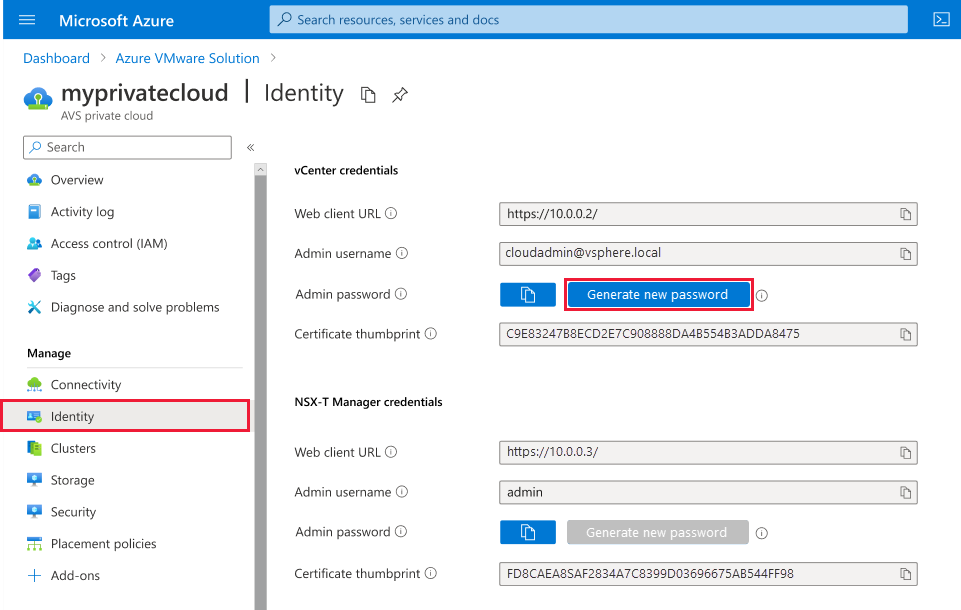 Microsoft Azure
Search resources, services and docs
Dashboard > Azure VMware Solution >
myprivatecloud | Identity
AVS private cloud
Search
«
Overview
Activity log
Access control (IAM)
Tags
Diagnose and solve problems
Manage
Connectivity
Identity
Clusters
Storage
Security
Placement policies
Add-ons
vCenter credentials
Web client URL
https://10.0.0.2/
Admin username
cloudadmin@vsphere.local
Admin password
Generate new password
Certificate thumbprint
C9E83247B8ECD2E7C908888DA4B554B3ADDA8475
NSX-T Manager credentials
Web client URL
https://10.0.0.3/
Admin username
admin
Admin password
Generate new password
Certificate thumbprint
FD8CAEA8SAF2834A7C8399D03696675AB544FF98